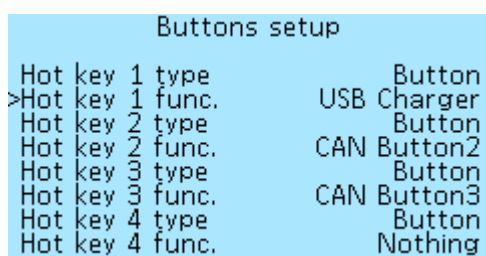 Buttons setup
Hot key 1 type Button
>Hot key 1 func. USB Charger
Hot key 2 type Button
Hot key 2 func. CAN Button2
Hot key 3 type Button
Hot key 3 func. CAN Button3
Hot key 4 type Button
Hot key 4 func. Nothing